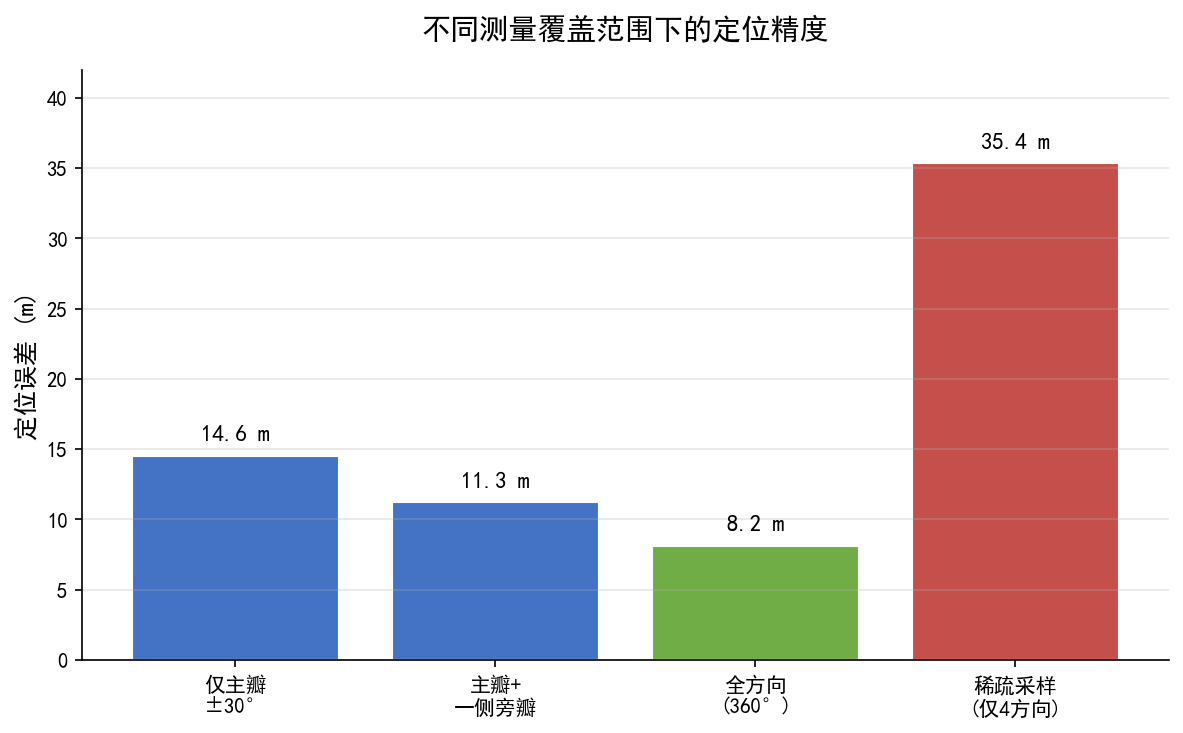 不同测量覆盖范围下的定位精度
定位误差 (m)
40
35
30
25
20
15
10
5
0
14.6 m
11.3 m
8.2 m
35.4 m
仅主瓣
±30°
主瓣+
一侧旁瓣
全方向
(360°)
稀疏采样
(仅4方向)